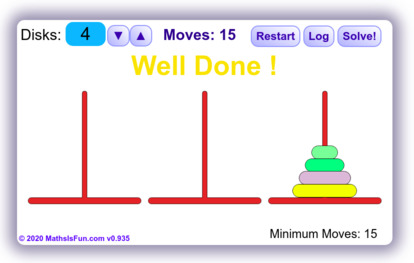 Disks: 4 ▼ ▲ Moves: 15 Restart Log Solve!
Well Done !
Minimum Moves: 15
© 2020 MathsIsFun.com v0.935